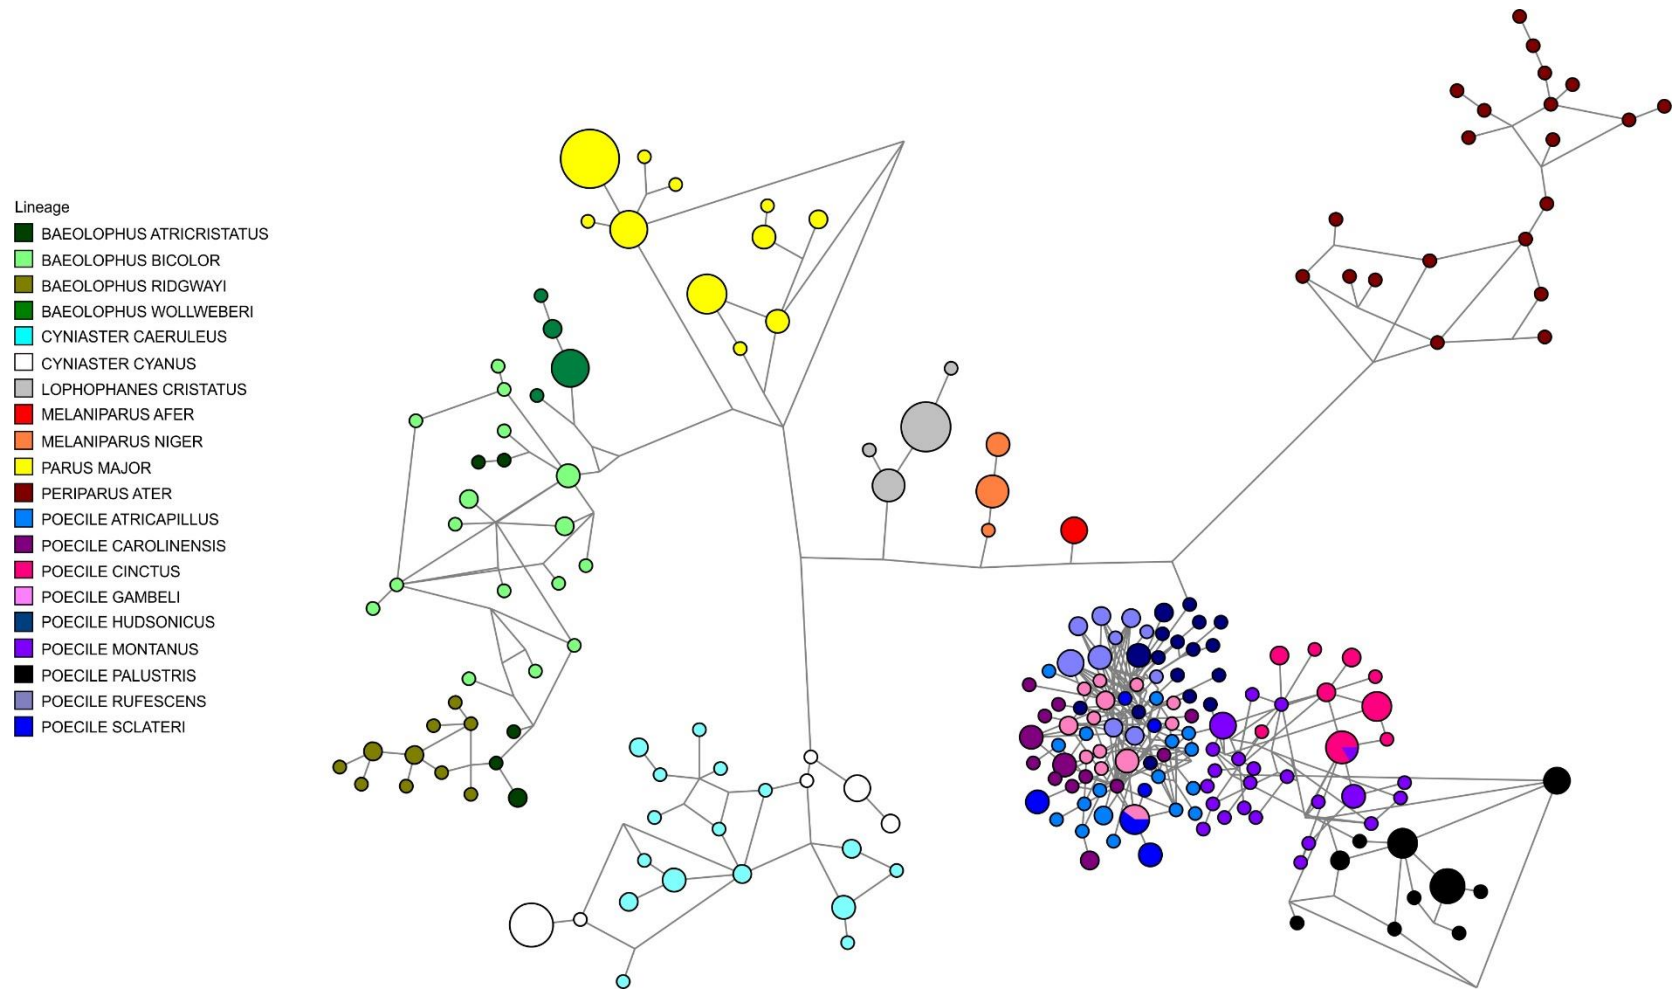 Lineage
BAEOLOPHUS ATRICRISTATUS
BAEOLOPHUS BICOLOR
BAEOLOPHUS RIDGWAYI
BAEOLOPHUS WOLLWEBERI
CYNIASTER CAERULEUS
CYNIASTER CYANUS
LOPHOPHANES CRISTATUS
MELANIPARUS AFER
MELANIPARUS NIGER
PARUS MAJOR
PERIPARUS ATER
POECILE ATRICAPILLUS
POECILE CAROLINENSIS
POECILE CINCTUS
POECILE GAMBELI
POECILE HUDSONICUS
POECILE MONTANUS
POECILE PALUSTRIS
POECILE RUFESCENS
POECILE SCLATERI